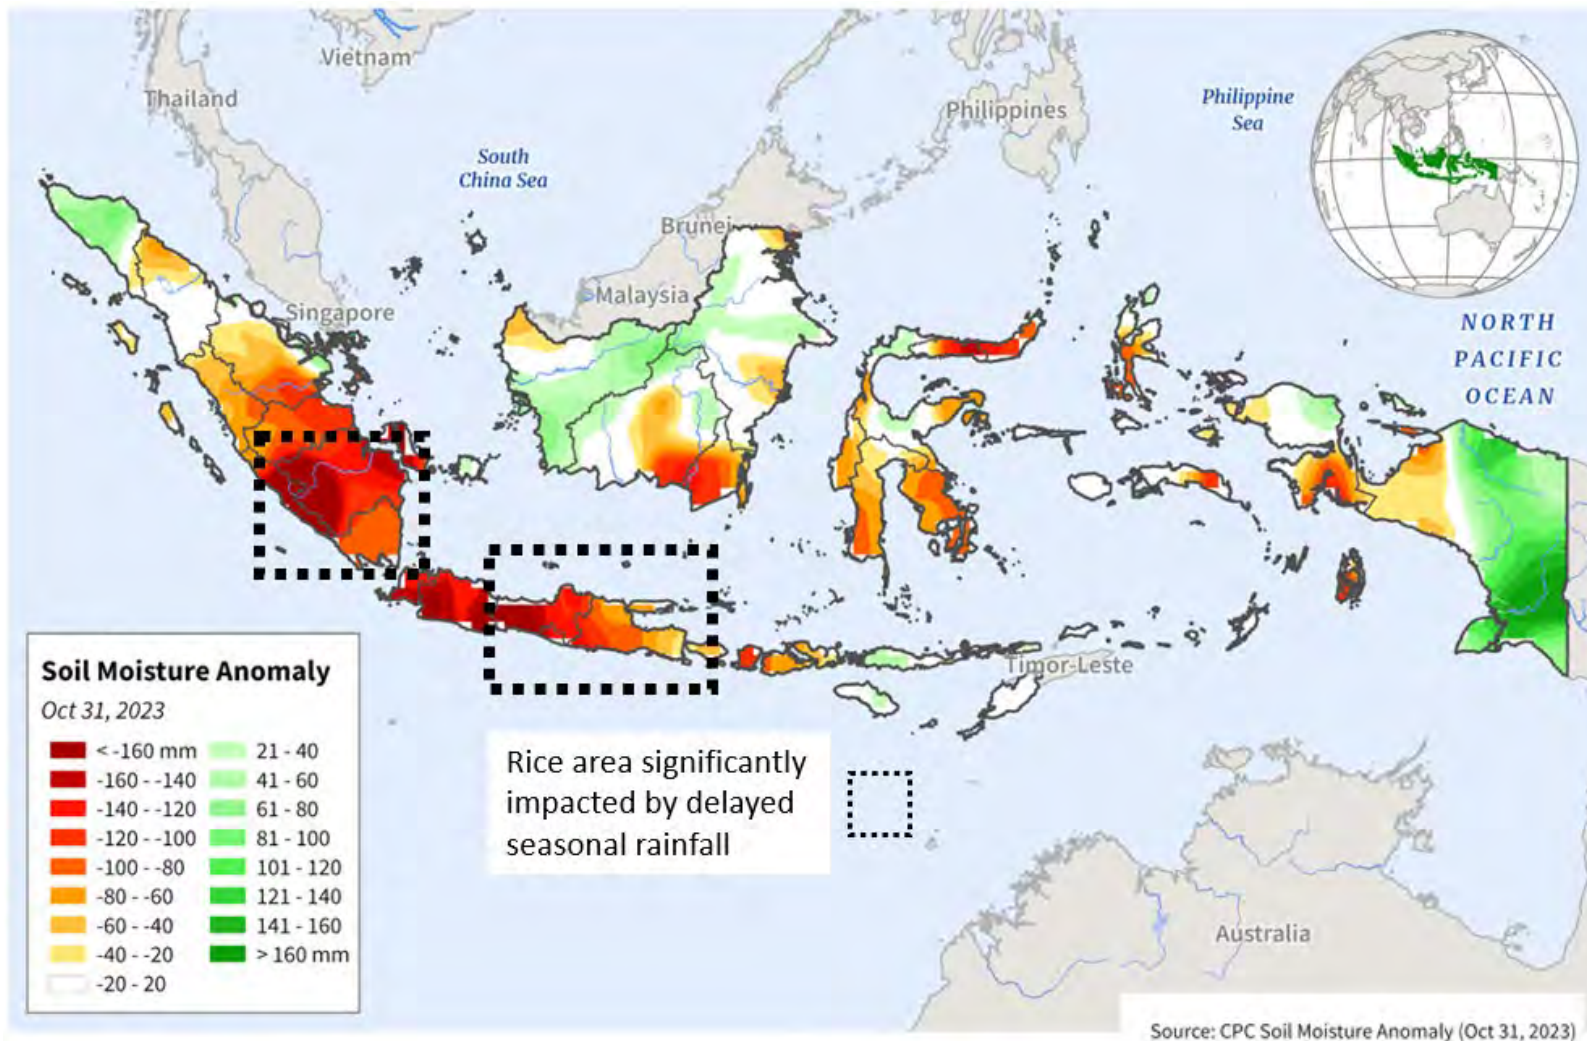 Vietnam
Thailand
Philippines
Philippine
Sea
South
China Sea
Brunei
Malaysia
Singapore
NORTH
PACIFIC
OCEAN
Timor-Leste
Australia
Soil Moisture Anomaly
Oct 31, 2023
< -160 mm
-160 - -140
-140 - -120
-120 - -100
-100 - -80
-80 - -60
-60 - -40
-40 - -20
-20 - 20
21 - 40
41 - 60
61 - 80
81 - 100
101 - 120
121 - 140
141 - 160
> 160 mm
Rice area significantly
impacted by delayed
seasonal rainfall
Source: CPC Soil Moisture Anomaly (Oct 31, 2023)